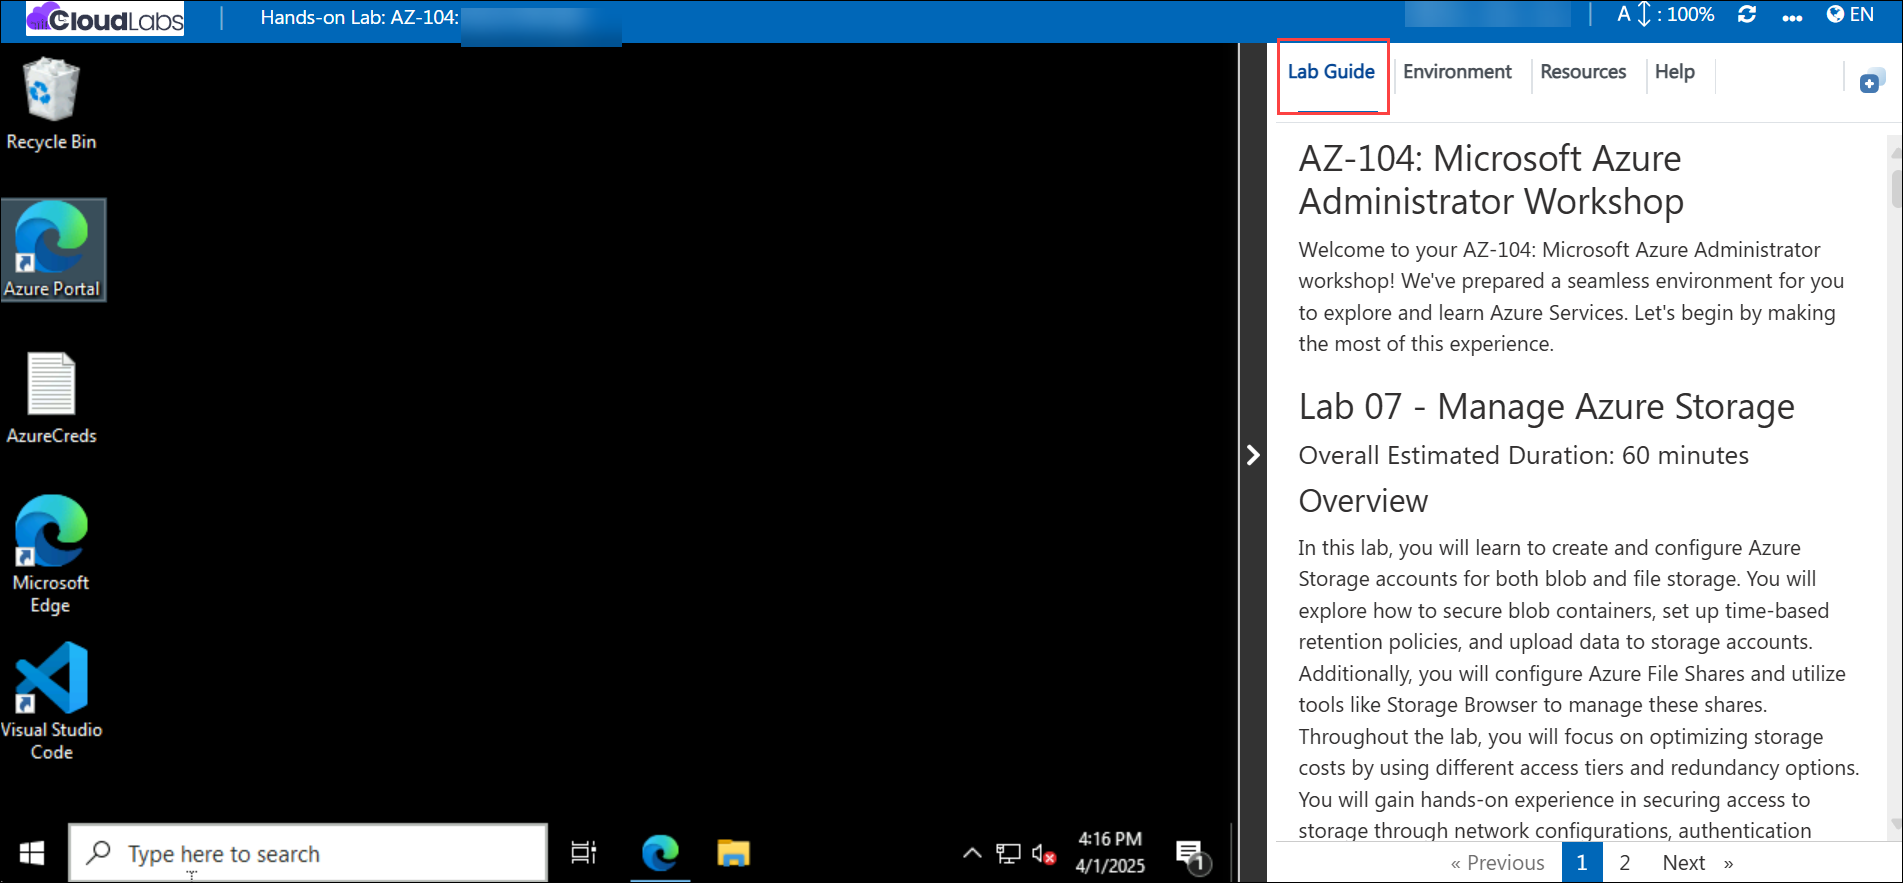 CloudLabs
Hands-on Lab: AZ-104:
A : 100%
EN
Recycle Bin
Azure Portal
AzureCreds
Microsoft
Edge
Visual Studio
Code
Type here to search
4:16 PM
4/1/2025
1
Lab Guide
Environment
Resources
Help
AZ-104: Microsoft Azure
Administrator Workshop
Welcome to your AZ-104: Microsoft Azure Administrator
workshop! We've prepared a seamless environment for you
to explore and learn Azure Services. Let's begin by making
the most of this experience.
Lab 07 - Manage Azure Storage
Overall Estimated Duration: 60 minutes
Overview
In this lab, you will learn to create and configure Azure
Storage accounts for both blob and file storage. You will
explore how to secure blob containers, set up time-based
retention policies, and upload data to storage accounts.
Additionally, you will configure Azure File Shares and utilize
tools like Storage Browser to manage these shares.
Throughout the lab, you will focus on optimizing storage
costs by using different access tiers and redundancy options.
You will gain hands-on experience in securing access to
storage through network configurations, authentication
« Previous 1 2 Next »